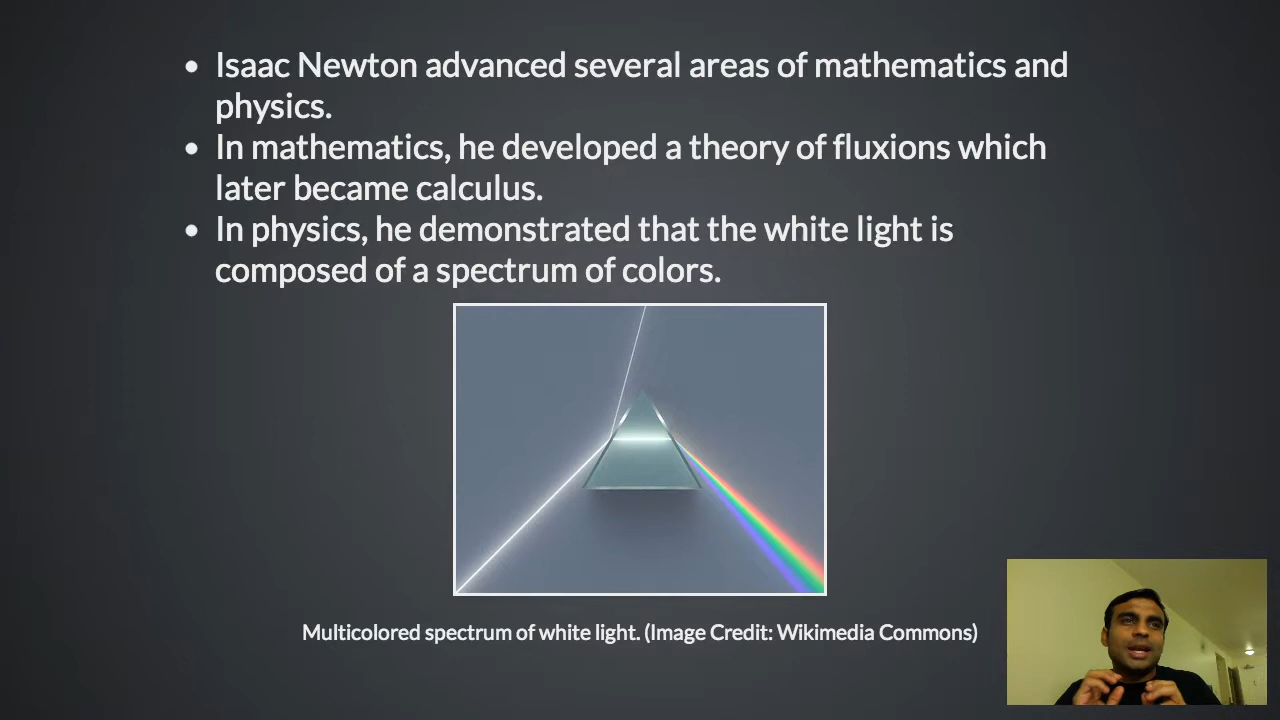 Isaac Newton advanced several areas of mathematics and
physics.
In mathematics, he developed a theory of fluxions which
later became calculus.
In physics, he demonstrated that the white light is
composed of a spectrum of colors.
Multicolored spectrum of white light. (Image Credit: Wikimedia Commons)